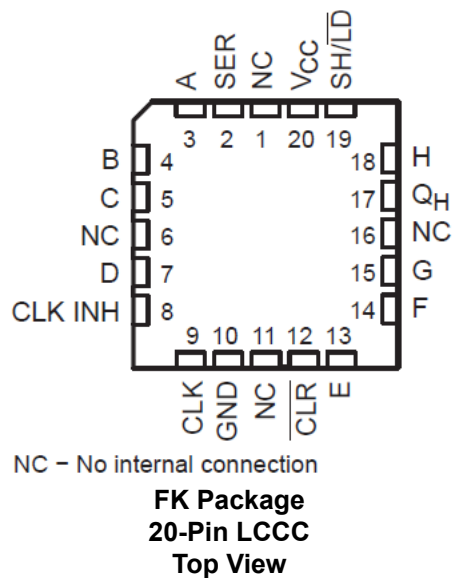 A SER NC VCC SH/L̅D̅
3 2 1 20 19
B 4 18 H
C 5 17 QH
NC 6 16 NC
D 7 15 G
CLK INH 8 14 F
9 10 11 12 13
CLK GND NC C̅L̅R̅ E
NC – No internal connection
FK Package
20-Pin LCCC
Top View